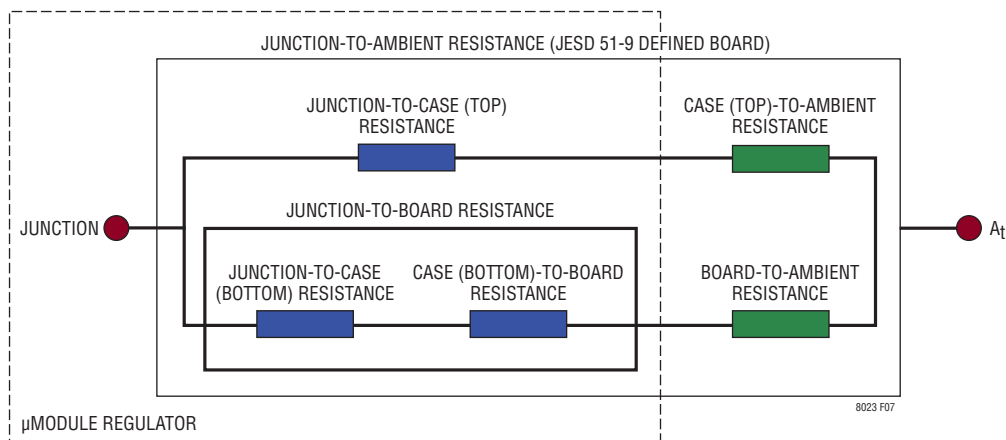 JUNCTION-TO-AMBIENT RESISTANCE (JESD 51-9 DEFINED BOARD)
JUNCTION-TO-CASE (TOP)
RESISTANCE
CASE (TOP)-TO-AMBIENT
RESISTANCE
JUNCTION
JUNCTION-TO-BOARD RESISTANCE
At
JUNCTION-TO-CASE
(BOTTOM) RESISTANCE
CASE (BOTTOM)-TO-BOARD
RESISTANCE
BOARD-TO-AMBIENT
RESISTANCE
8023 F07
µMODULE REGULATOR